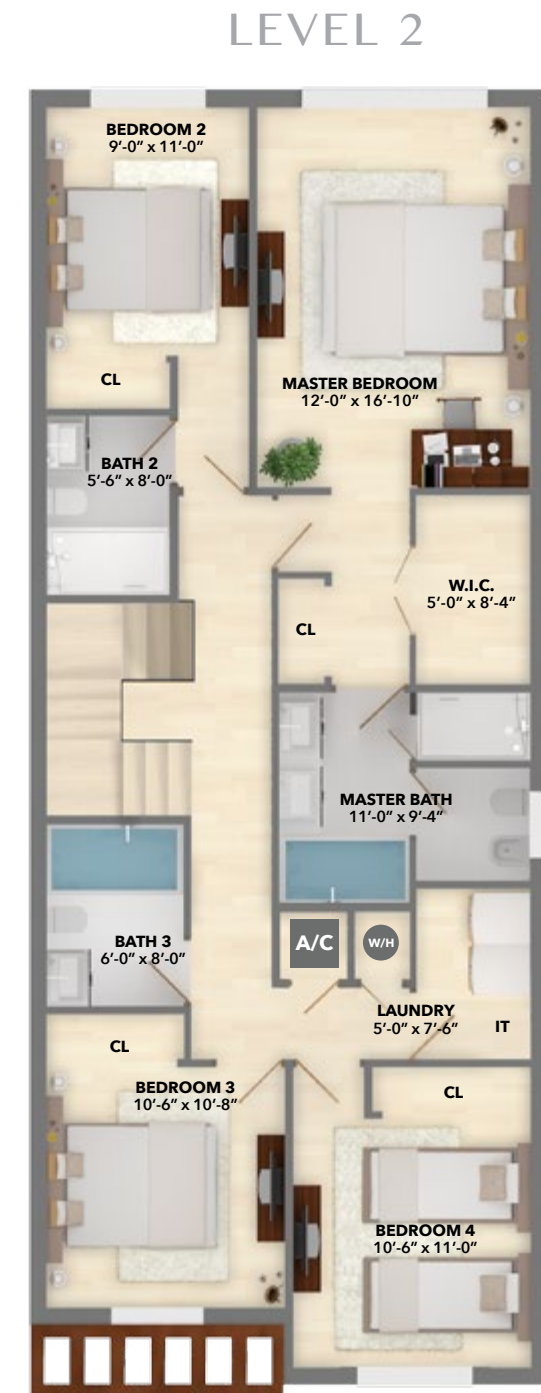 LEVEL 2
BEDROOM 2
9'-0" x 11'-0"
CL
MASTER BEDROOM
12'-0" x 16'-10"
BATH 2
5'-6" x 8'-0"
W.I.C.
5'-0" x 8'-4"
CL
MASTER BATH
11'-0" x 9'-4"
BATH 3
6'-0" x 8'-0"
A/C
W/H
LAUNDRY
5'-0" x 7'-6"
IT
CL
BEDROOM 3
10'-6" x 10'-8"
CL
BEDROOM 4
10'-6" x 11'-0"